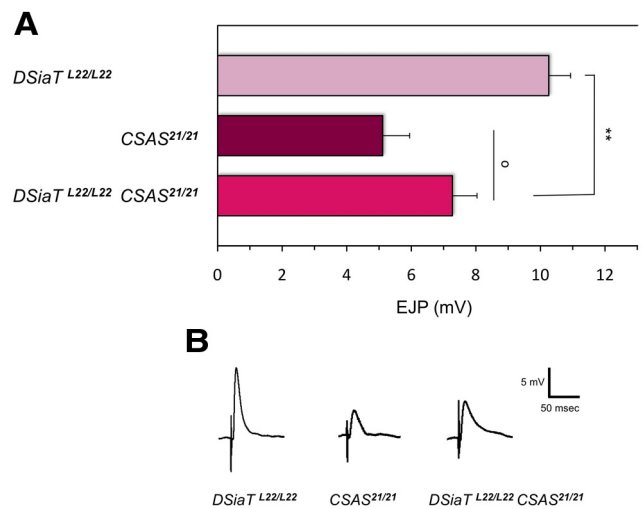 A
DSiaT L22/L22
CSAS21/21
**
o
DSiaT L22/L22 CSAS21/21
0 2 4 6 8 10 12
EJP (mV)
B
5 mV
50 msec
DSiaT L22/L22 CSAS21/21 DSiaT L22/L22 CSAS21/21